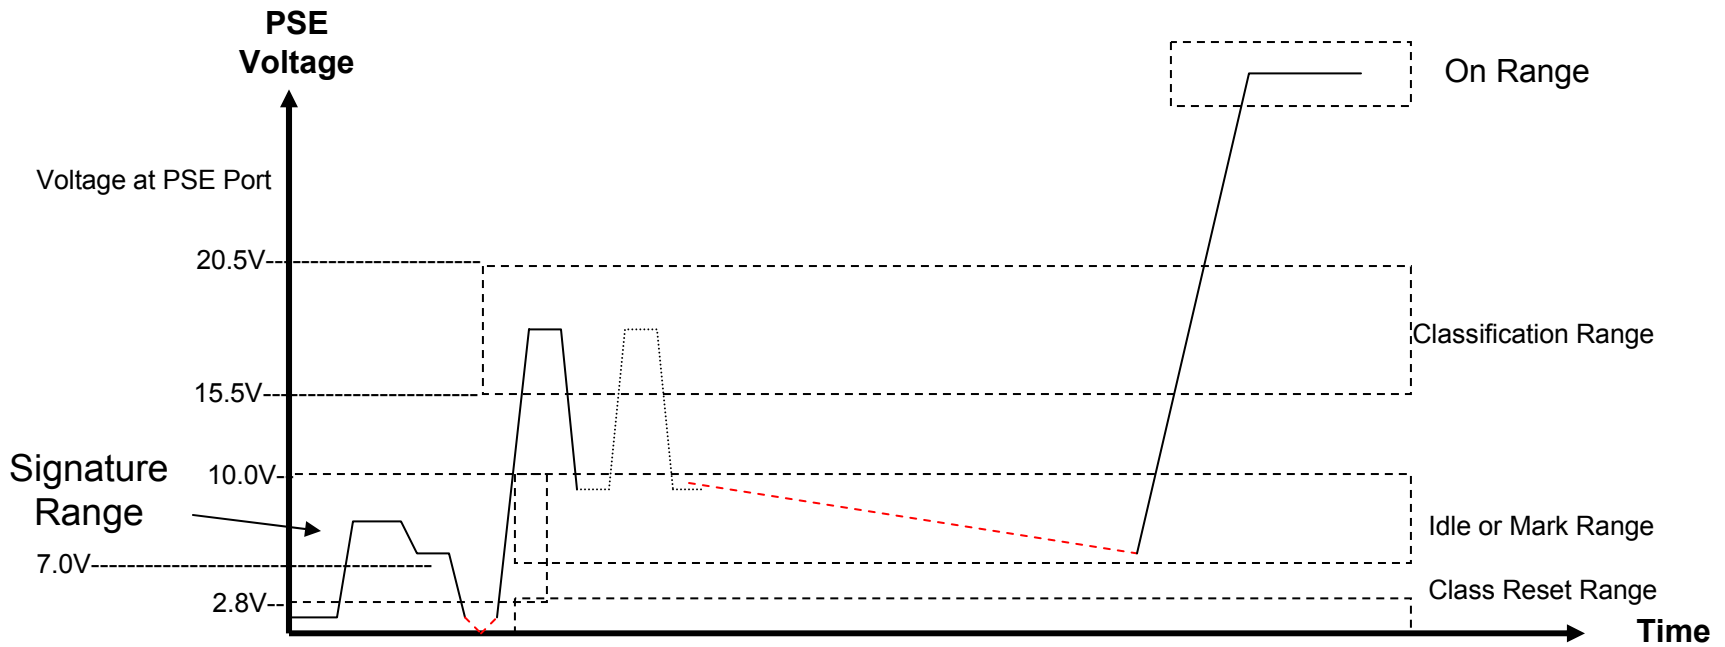 PSE
Voltage
On Range
Voltage at PSE Port
20.5V
Classification Range
15.5V
Signature
Range
10.0V
Idle or Mark Range
7.0V
2.8V
Class Reset Range
Time